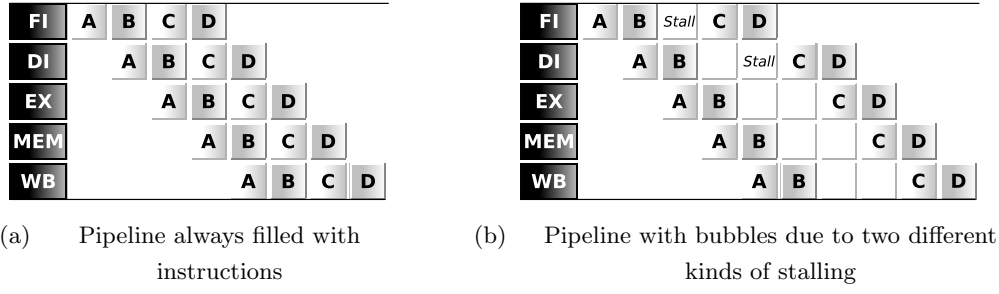 FI A B C D
DI A B C D
EX A B C D
MEM A B C D
WB A B C D
(a) Pipeline always filled with
instructions
FI A B Stall C D
DI A B Stall C D
EX A B C D
MEM A B C D
WB A B C D
(b) Pipeline with bubbles due to two different
kinds of stalling